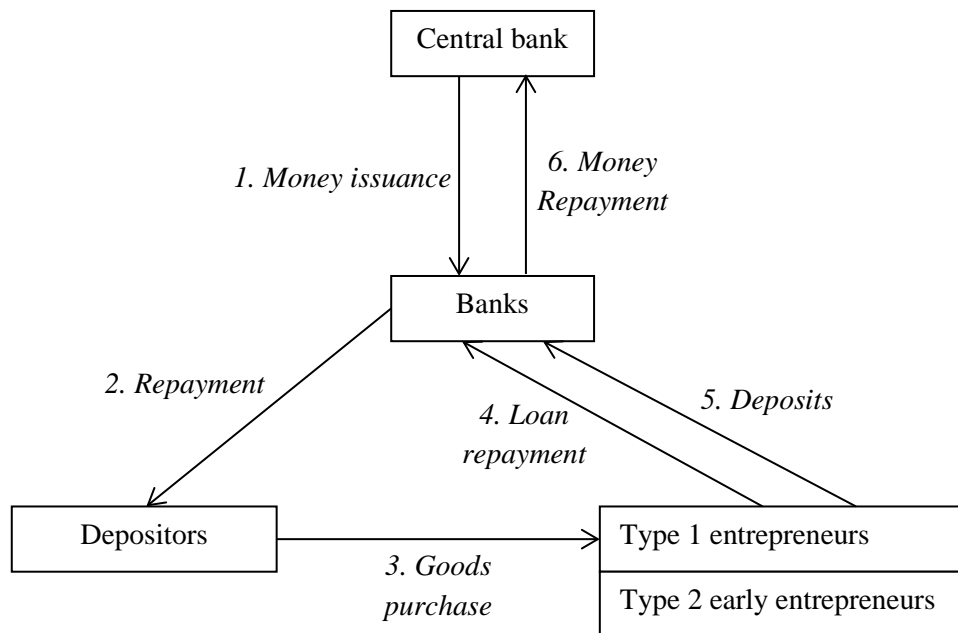 Central bank
1. Money issuance
6. Money
Repayment
Banks
2. Repayment
5. Deposits
4. Loan
repayment
Depositors
Type 1 entrepreneurs
3. Goods
purchase
Type 2 early entrepreneurs